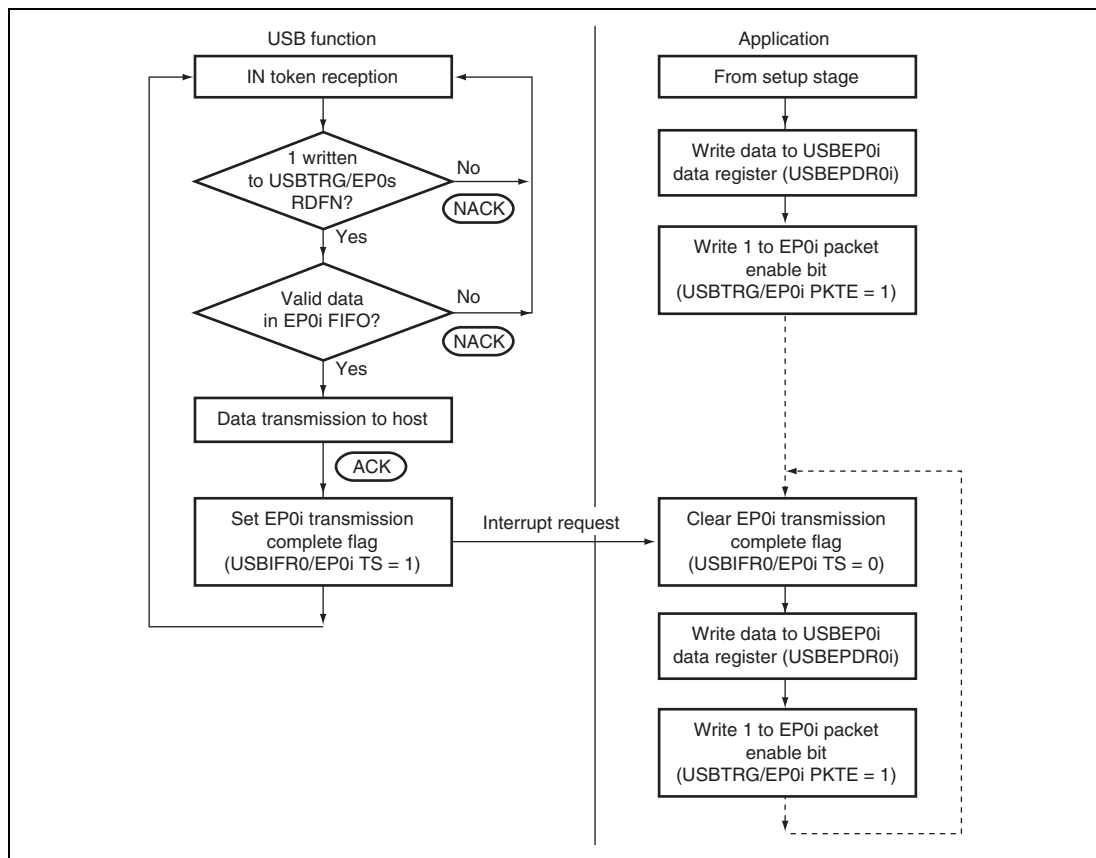 USB function
IN token reception
1 written
to USBTRG/EP0s
RDFN?
No
NACK
Yes
Valid data
in EP0i FIFO?
No
NACK
Yes
Data transmission to host
ACK
Set EP0i transmission
complete flag
(USBIFR0/EP0i TS = 1)
Interrupt request
Application
From setup stage
Write data to USBEP0i
data register (USBEPDR0i)
Write 1 to EP0i packet
enable bit
(USBTRG/EP0i PKTE = 1)
Clear EP0i transmission
complete flag
(USBIFR0/EP0i TS = 0)
Write data to USBEP0i
data register (USBEPDR0i)
Write 1 to EP0i packet
enable bit
(USBTRG/EP0i PKTE = 1)